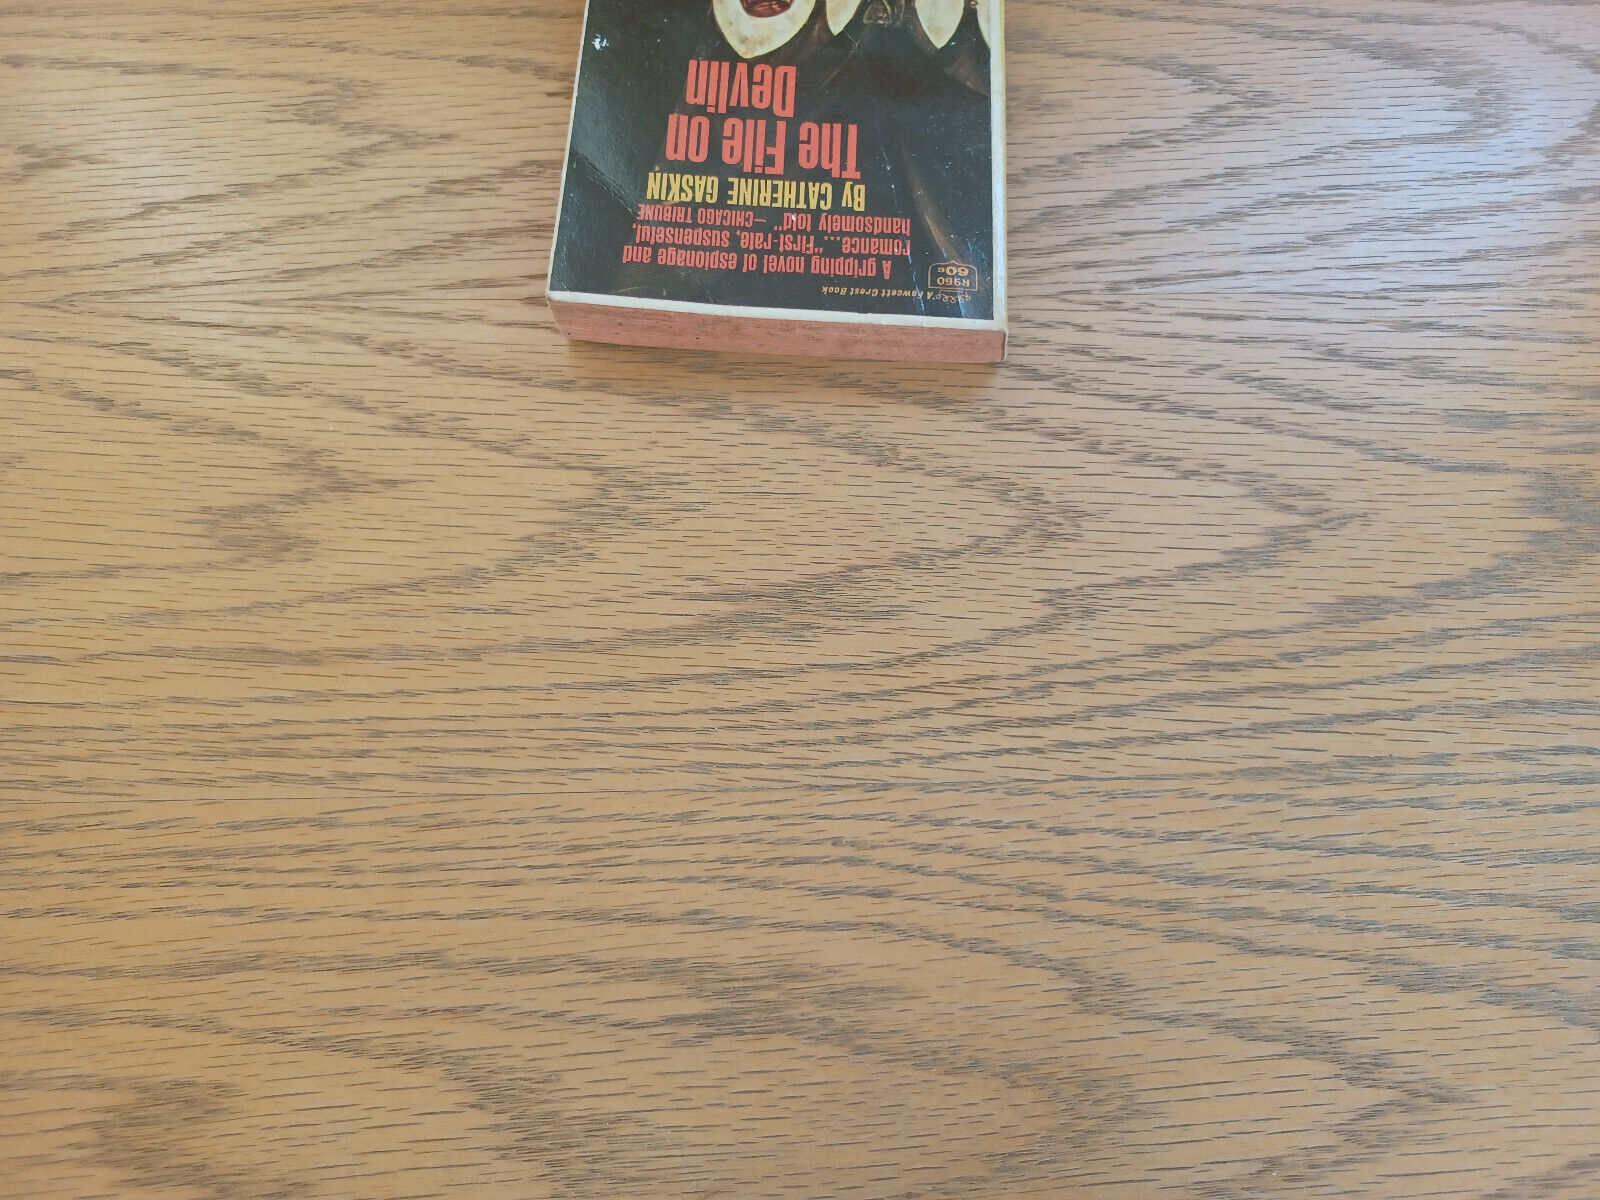 A Fawcett Crest Book
R960
60c
A gripping novel of espionage and
romance...."First-rate, suspenseful,
handsomely told" —CHICAGO TRIBUNE
By CATHERINE GASKIN
The File on
Devlin